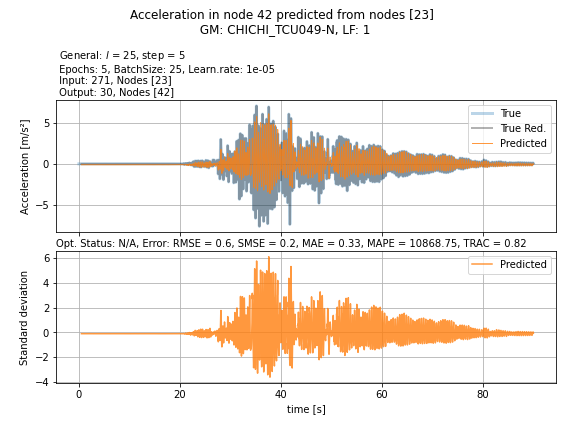 Acceleration in node 42 predicted from nodes [23]
GM: CHICHI_TCU049-N, LF: 1
General: l = 25, step = 5
Epochs: 5, BatchSize: 25, Learn.rate: 1e-05
Input: 271, Nodes [23]
Output: 30, Nodes [42]
True
True Red.
Predicted
Acceleration [m/s²]
5
0
−5
Opt. Status: N/A, Error: RMSE = 0.6, SMSE = 0.2, MAE = 0.33, MAPE = 10868.75, TRAC = 0.82
Predicted
Standard deviation
6
4
2
0
−2
−4
0 20 40 60 80
time [s]